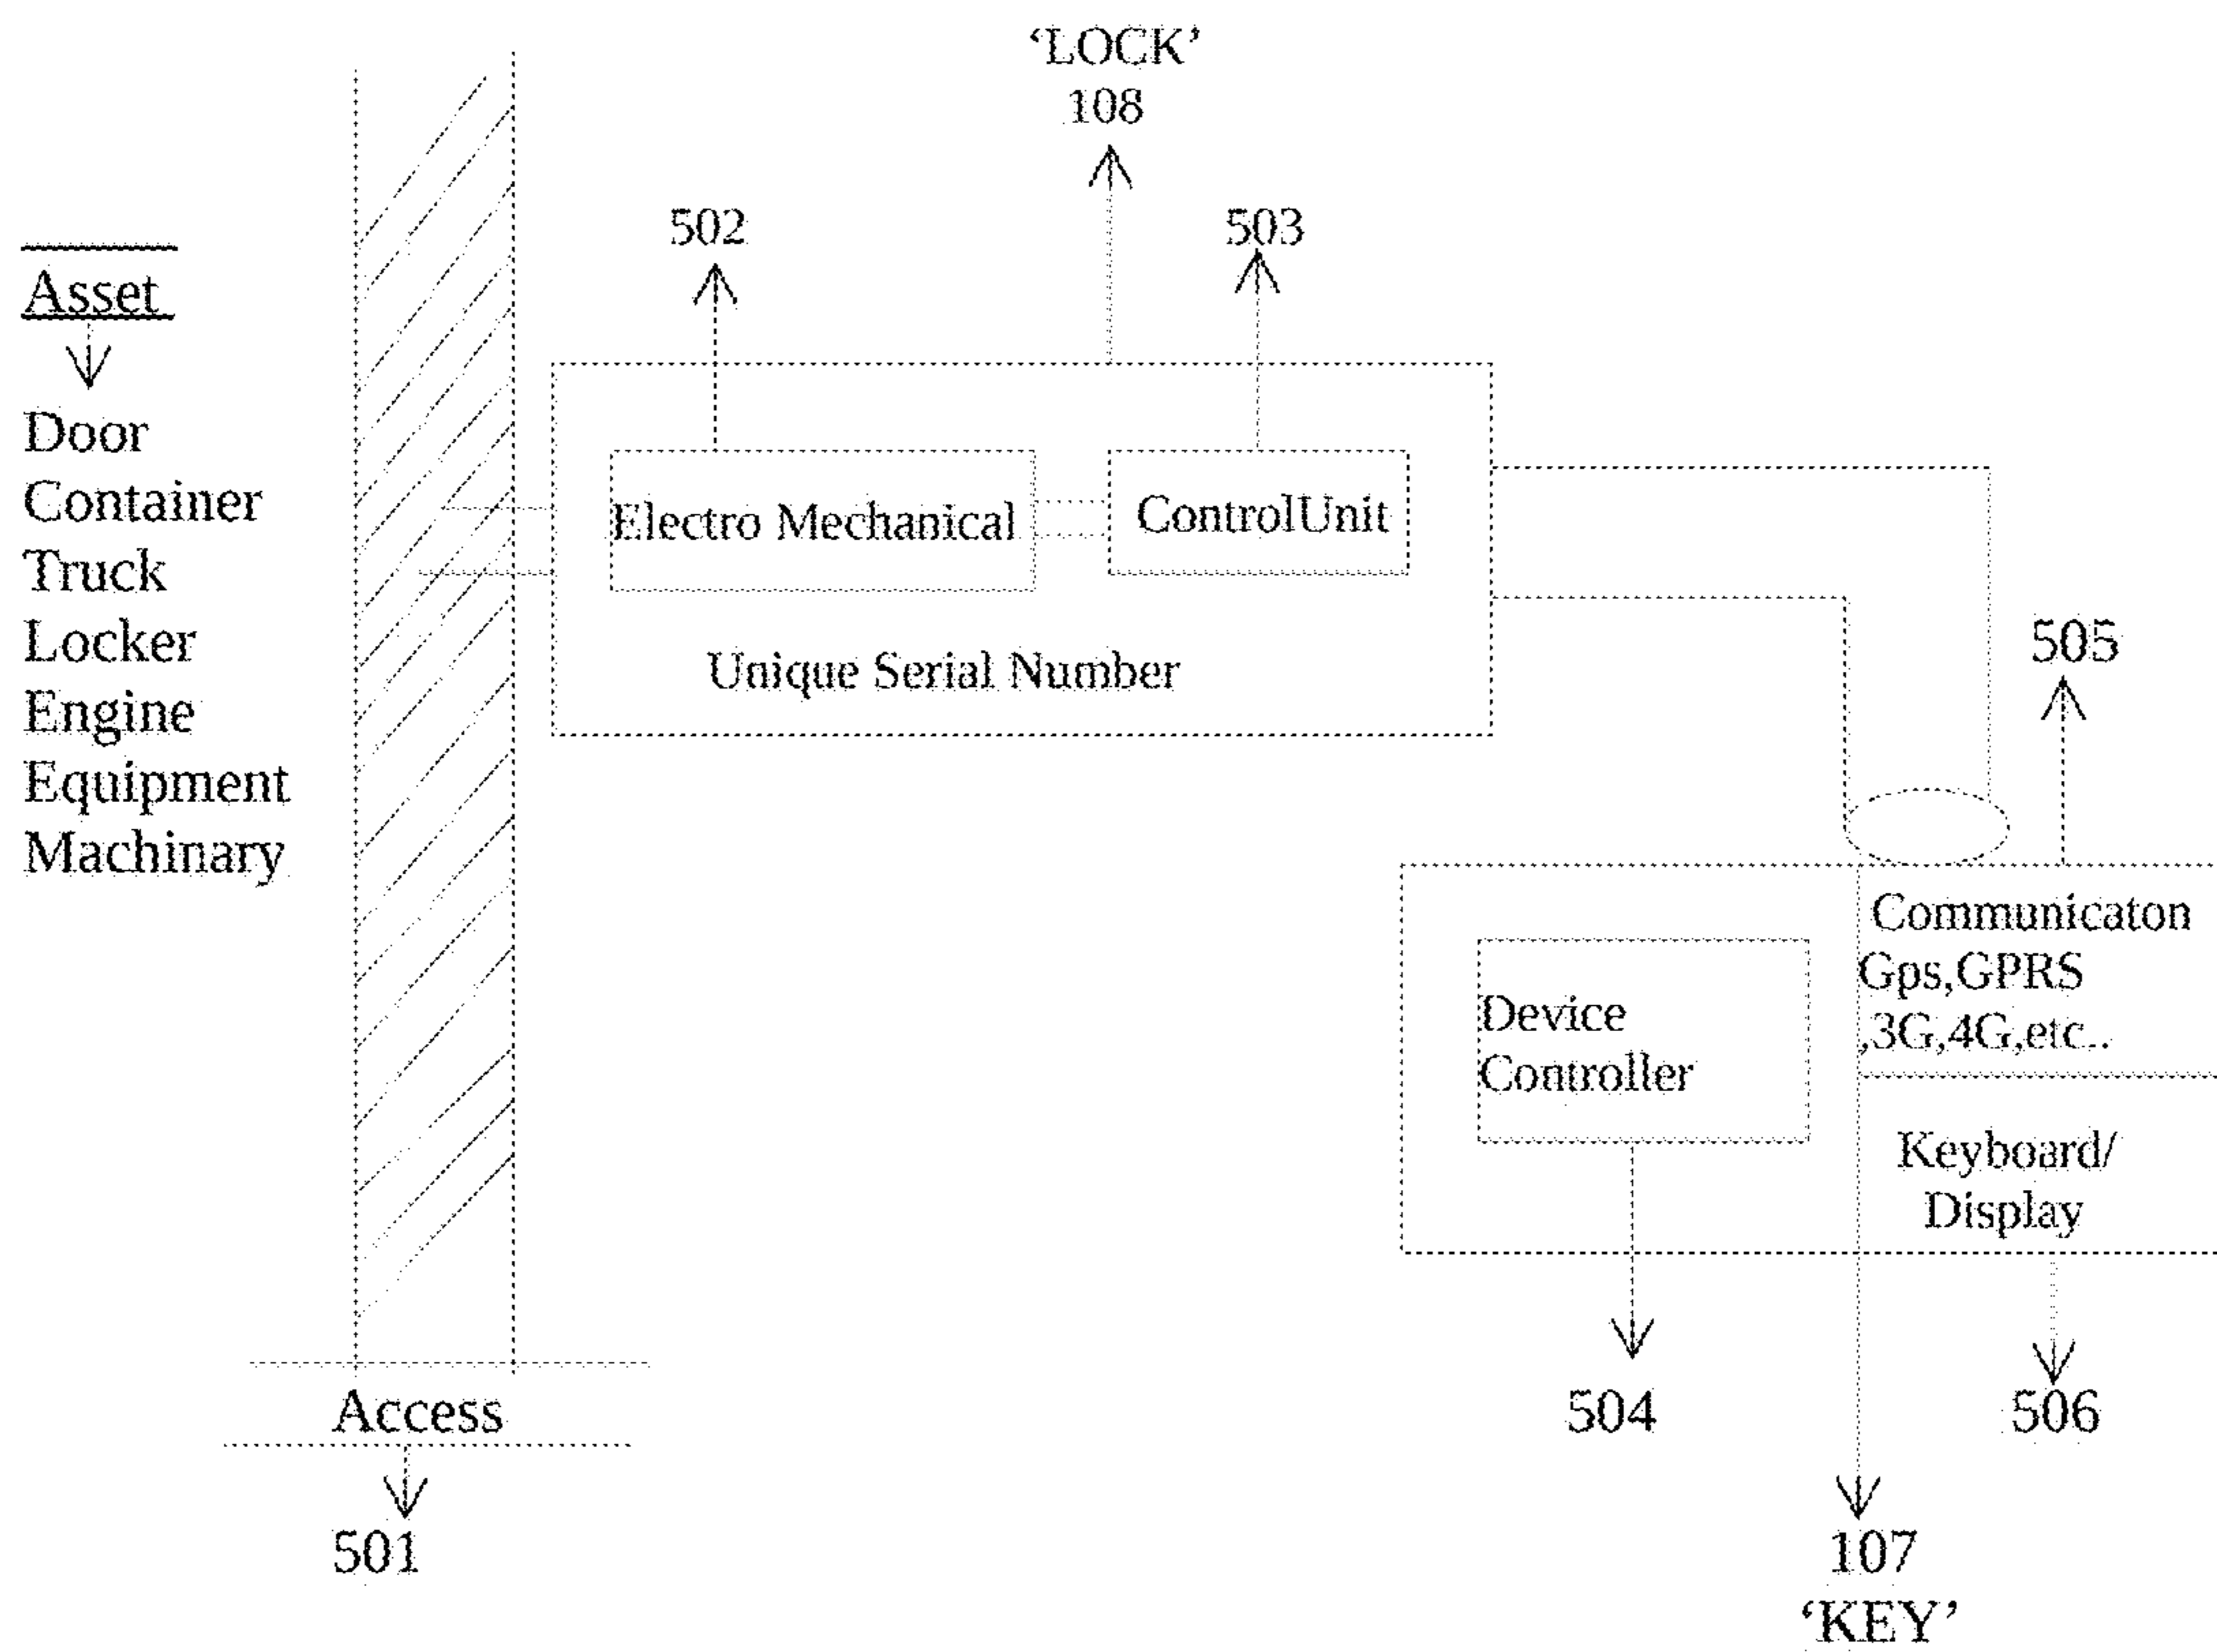 ‘LOCK’
108
502
503
Asset
Door
Container
Truck
Locker
Engine
Equipment
Machinary
Electro Mechanical
ControlUnit
Unique Serial Number
505
Communicaton
Gps,GPRS
,3G,4G,etc..
Device
Controller
Keyboard/
Display
Access
501
504
506
107
‘KEY’